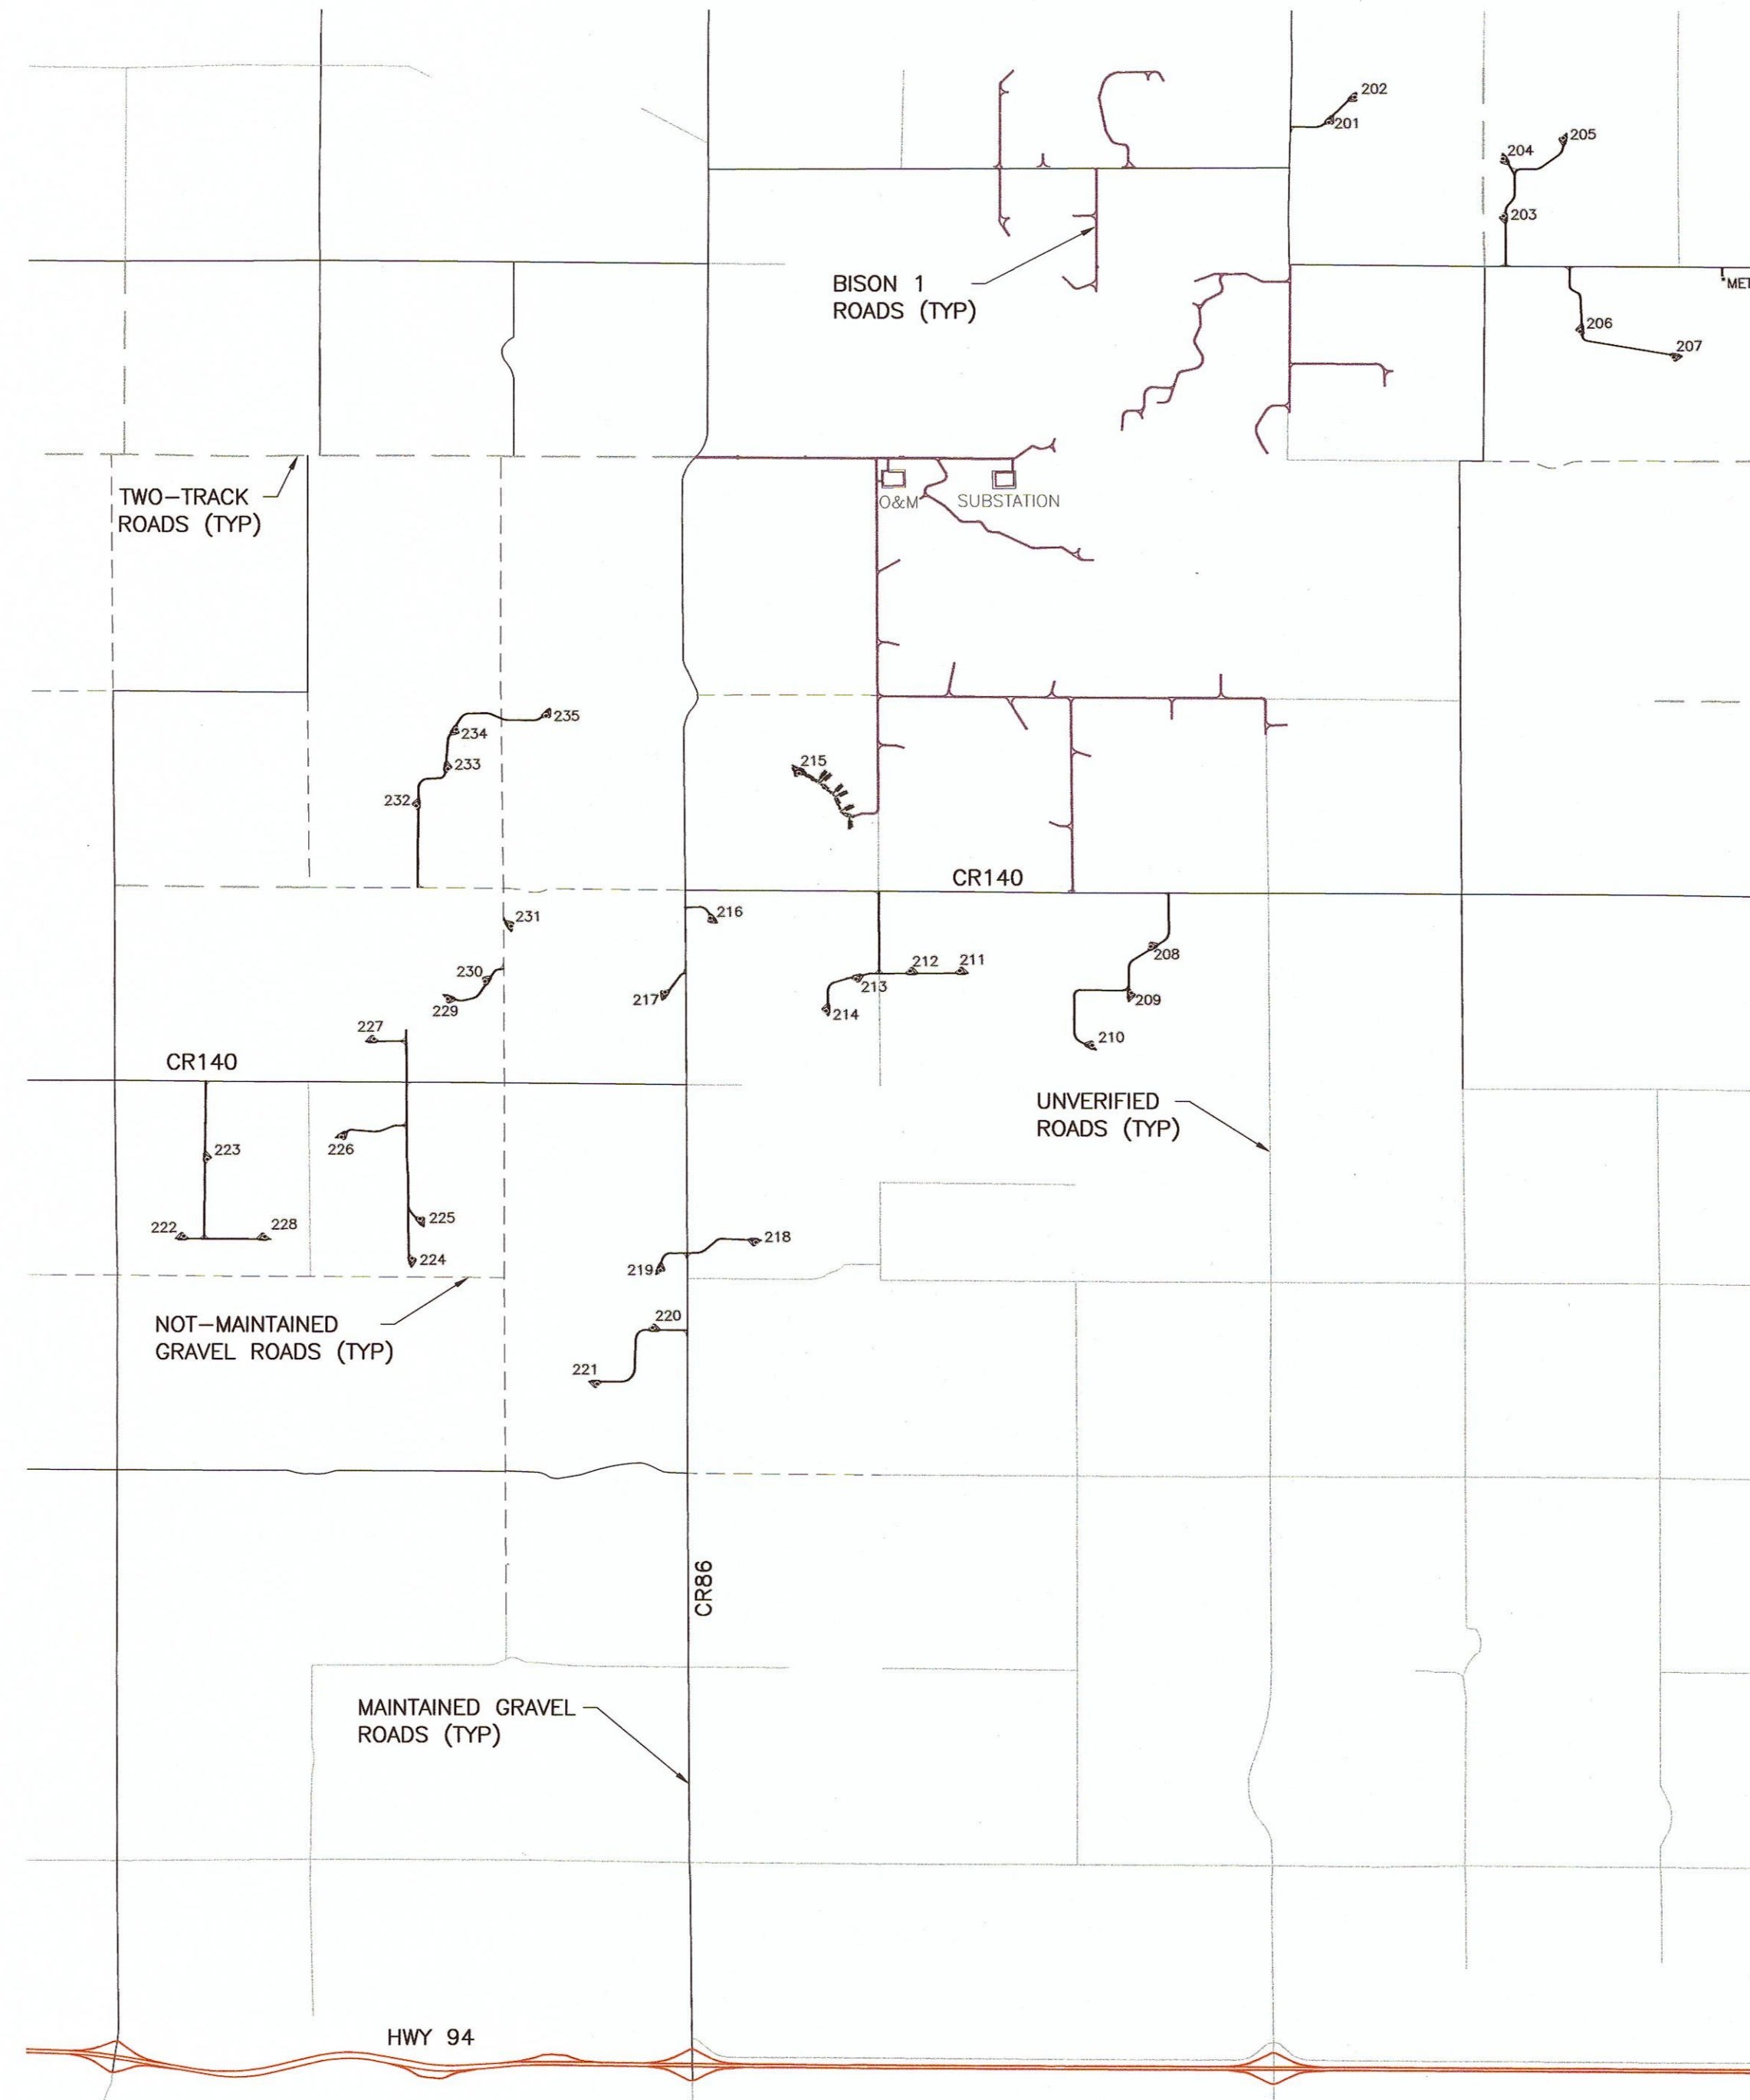 202
201
205
204
203
BISON 1
ROADS (TYP)
MET
206
207
TWO-TRACK
ROADS (TYP)
O&M
SUBSTATION
235
234
233
232
215
CR140
231
216
230
229
217
212
211
213
214
208
209
210
227
CR140
226
223
222
228
225
224
UNVERIFIED
ROADS (TYP)
218
219
220
221
NOT-MAINTAINED
GRAVEL ROADS (TYP)
CR86
MAINTAINED GRAVEL
ROADS (TYP)
HWY 94